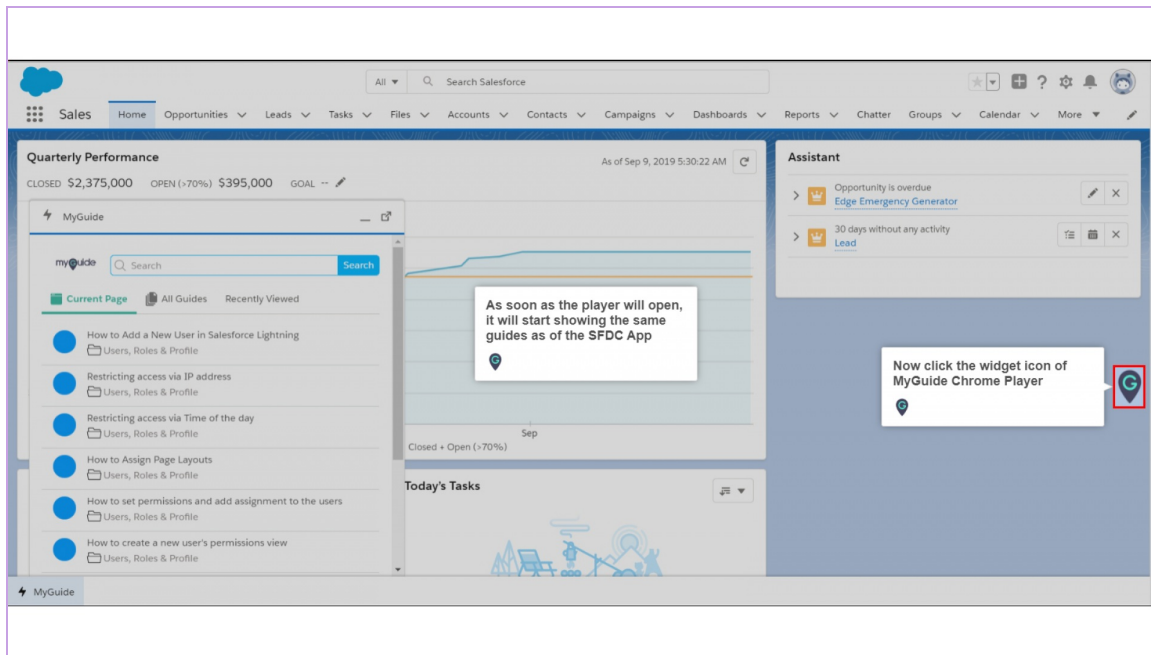 All
Search Salesforce
Sales
Home
Opportunities
Leads
Tasks
Files
Accounts
Contacts
Campaigns
Dashboards
Reports
Chatter
Groups
Calendar
More
Quarterly Performance
As of Sep 9, 2019 5:30:22 AM
CLOSED $2,375,000 OPEN (>70%) $395,000 GOAL --
MyGuide
myguide
Search
Search
Current Page
All Guides
Recently Viewed
How to Add a New User in Salesforce Lightning
Users, Roles & Profile
Restricting access via IP address
Users, Roles & Profile
Restricting access via Time of the day
Users, Roles & Profile
How to Assign Page Layouts
Users, Roles & Profile
How to set permissions and add assignment to the users
Users, Roles & Profile
How to create a new user's permissions view
Users, Roles & Profile
As soon as the player will open,
it will start showing the same
guides as of the SFDC App
Sep
Closed + Open (>70%)
Today's Tasks
Assistant
Opportunity is overdue
Edge Emergency Generator
30 days without any activity
Lead
Now click the widget icon of
MyGuide Chrome Player
G
MyGuide